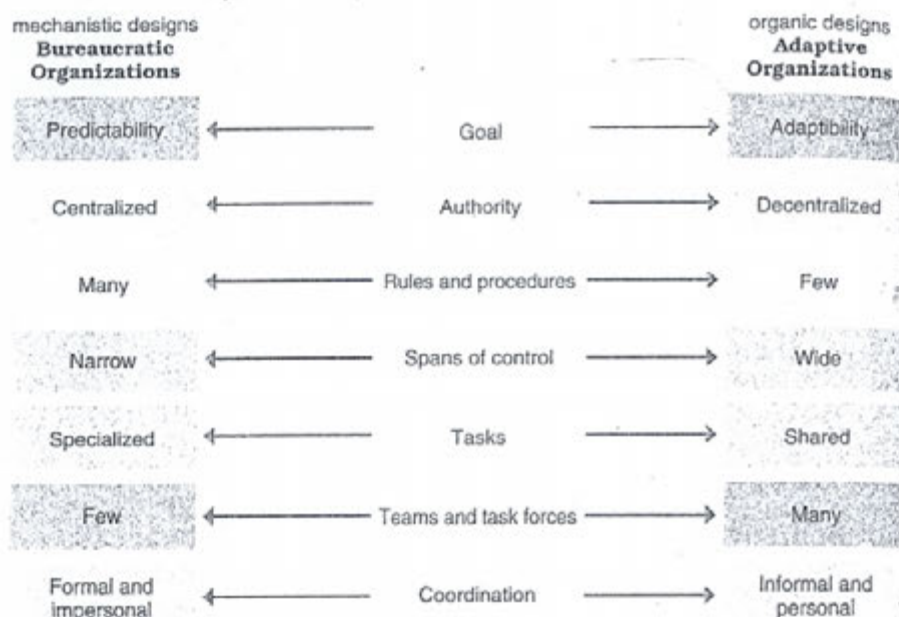 mechanistic designs
Bureaucratic
Organizations
organic designs
Adaptive
Organizations
Predictability Goal Adaptibility
Centralized Authority Decentralized
Many Rules and procedures Few
Narrow Spans of control Wide
Specialized Tasks Shared
Few Teams and task forces Many
Formal and
impersonal
Coordination
Informal and
personal